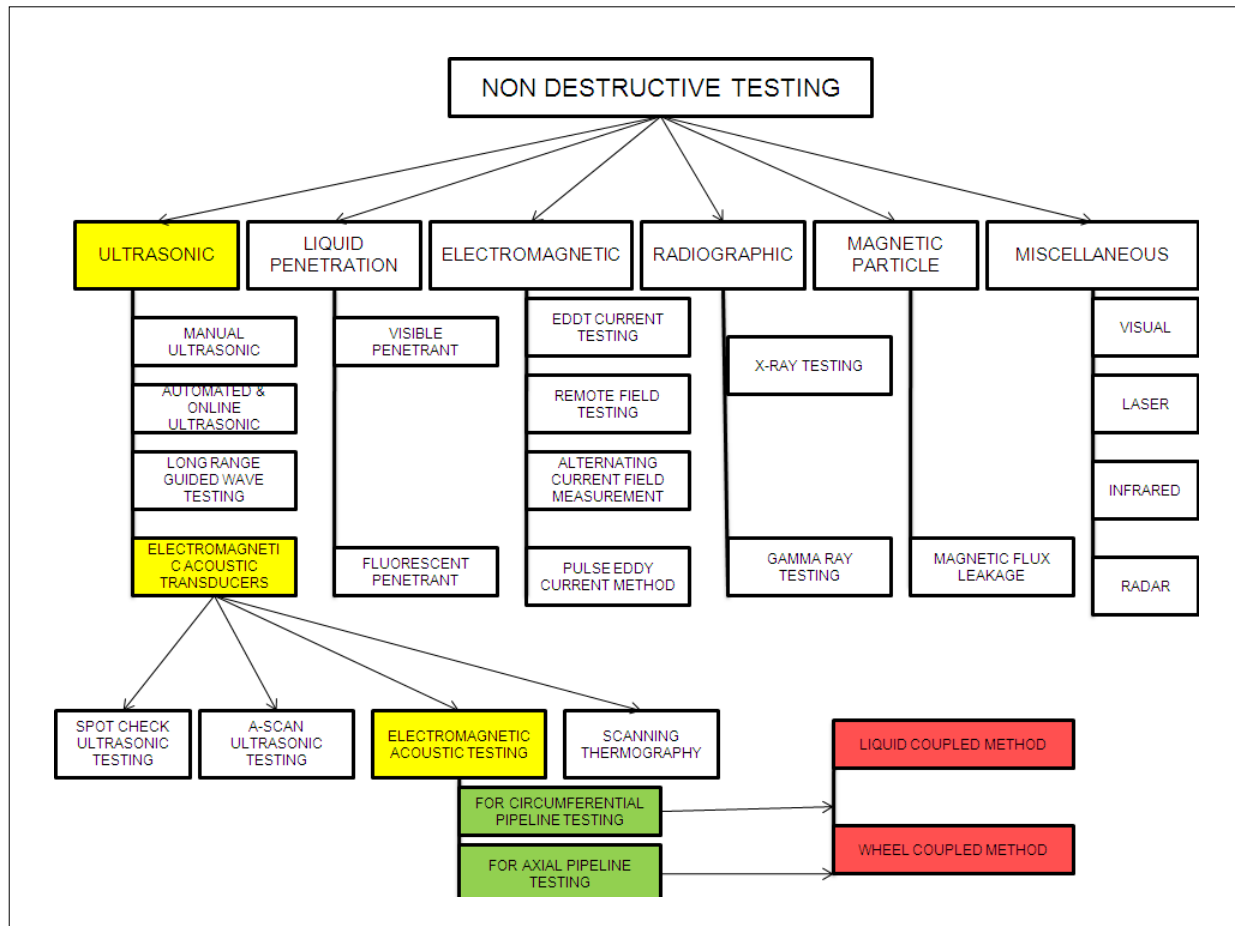 NON DESTRUCTIVE TESTING
ULTRASONIC
LIQUID
PENETRATION
ELECTROMAGNETIC
RADIOGRAPHIC
MAGNETIC
PARTICLE
MISCELLANEOUS
MANUAL
ULTRASONIC
AUTOMATED &
ONLINE
ULTRASONIC
LONG RANGE
GUIDED WAVE
TESTING
ELECTROMAGNETI
C ACOUSTIC
TRANSDUCERS
VISIBLE
PENETRANT
FLUORESCENT
PENETRANT
EDDT CURRENT
TESTING
REMOTE FIELD
TESTING
ALTERNATING
CURRENT FIELD
MEASUREMENT
PULSE EDDY
CURRENT METHOD
X-RAY TESTING
GAMMA RAY
TESTING
MAGNETIC FLUX
LEAKAGE
VISUAL
LASER
INFRARED
RADAR
SPOT CHECK
ULTRASONIC
TESTING
A-SCAN
ULTRASONIC
TESTING
ELECTROMAGNETIC
ACOUSTIC TESTING
SCANNING
THERMOGRAPHY
FOR CIRCUMFERENTIAL
PIPELINE TESTING
FOR AXIAL PIPELINE
TESTING
LIQUID COUPLED METHOD
WHEEL COUPLED METHOD